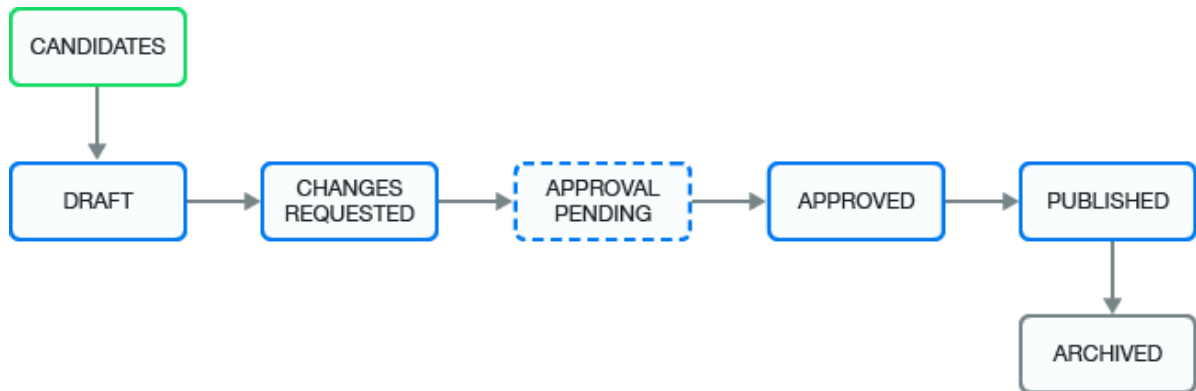 CANDIDATES
DRAFT
CHANGES
REQUESTED
APPROVAL
PENDING
APPROVED
PUBLISHED
ARCHIVED